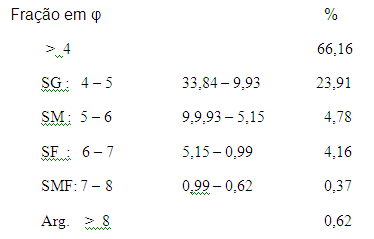 Fração em φ %
> 4 66,16
SG : 4 – 5 33,84 – 9,93 23,91
SM : 5 – 6 9,9,93 – 5,15 4,78
SF : 6 – 7 5,15 – 0,99 4,16
SMF: 7 – 8 0,99 – 0,62 0,37
Arg. > 8 0,62